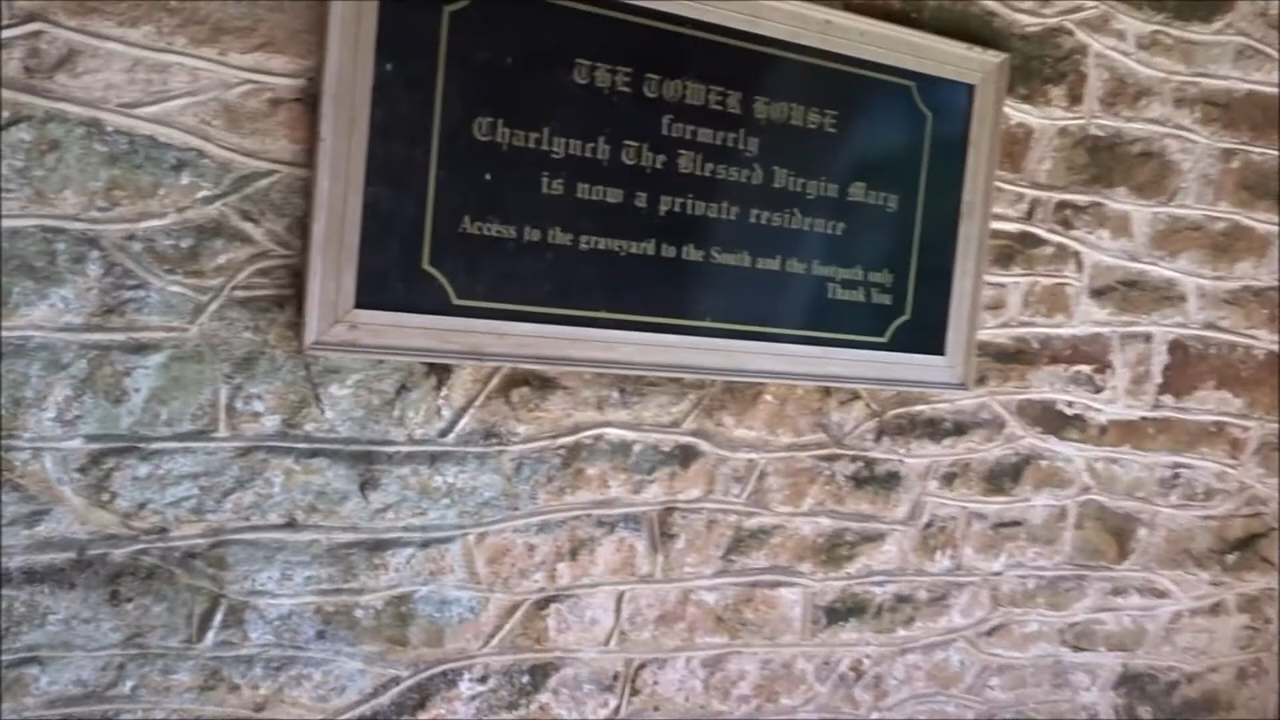 THE TOWER HOUSE
formerly
Charlynch The Blessed Virgin Mary
is now a private residence
Access to the graveyard to the South and the footpath only
Thank You